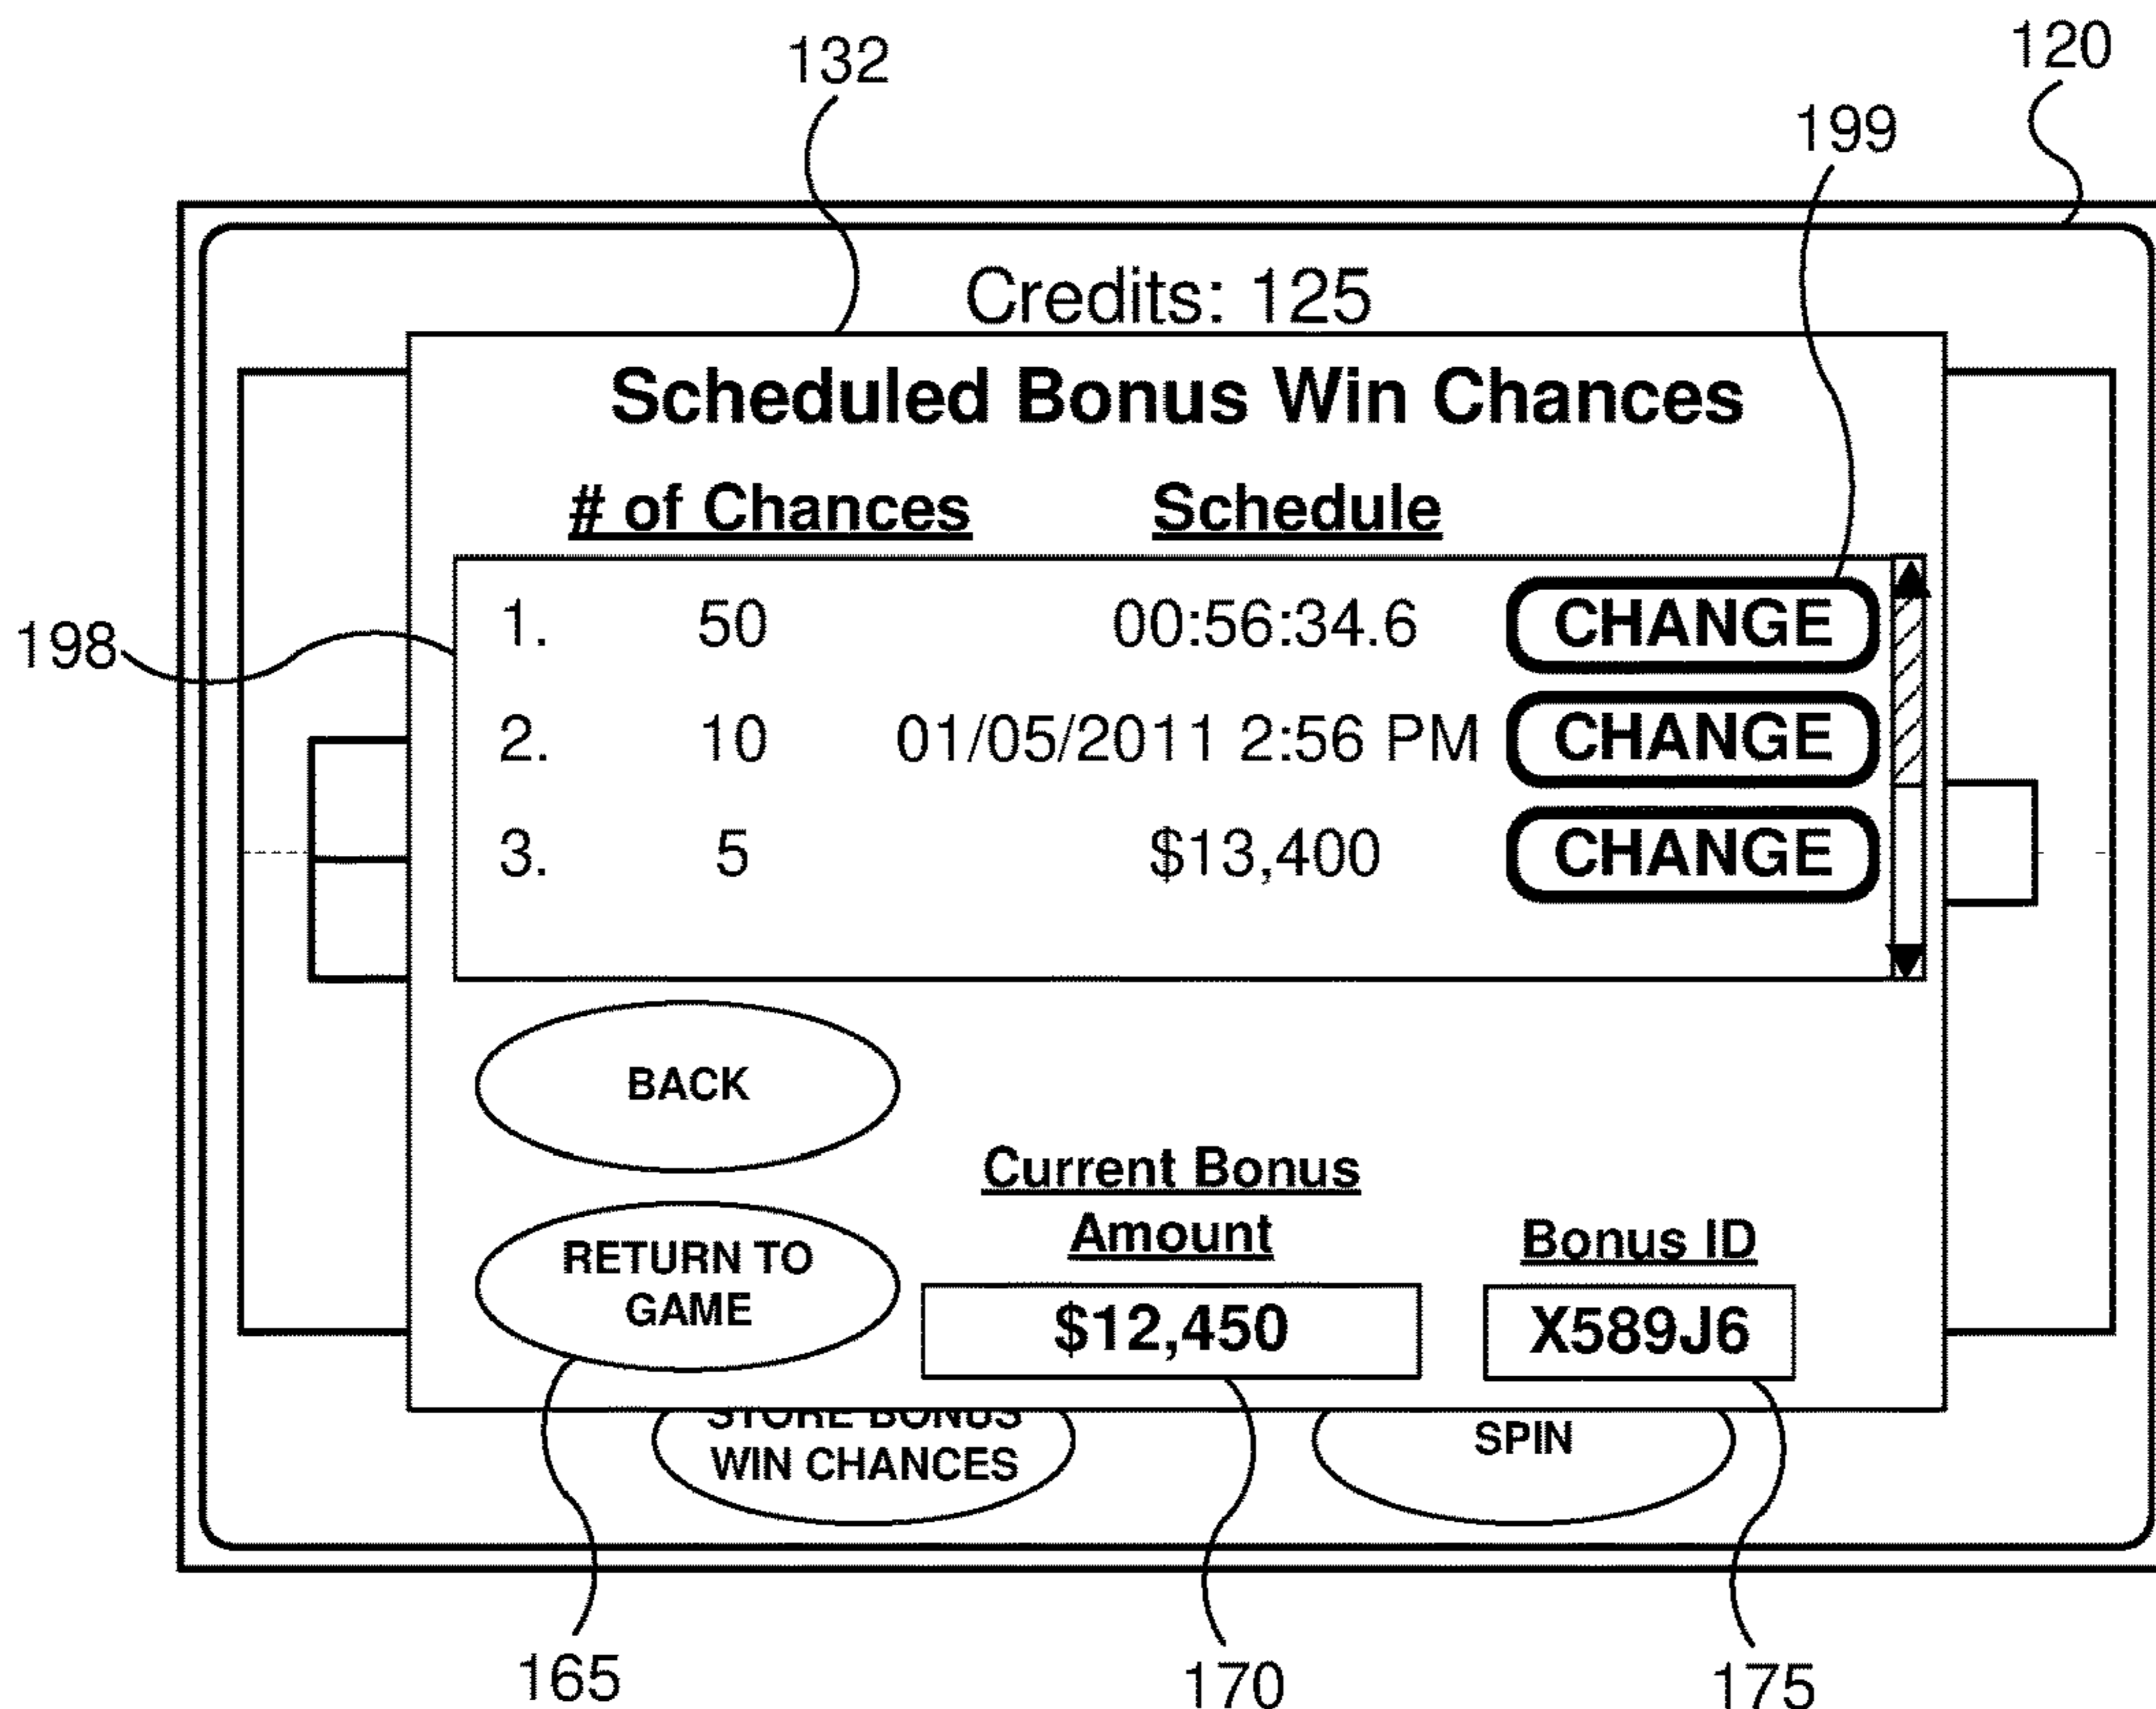 132
120
199
Credits: 125
Scheduled Bonus Win Chances
# of Chances Schedule
198
1. 50 00:56:34.6 CHANGE
2. 10 01/05/2011 2:56 PM CHANGE
3. 5 $13,400 CHANGE
BACK
Current Bonus
Amount
Bonus ID
RETURN TO
GAME
$12,450
X589J6
STORE BONUS
WIN CHANCES
SPIN
165
170
175